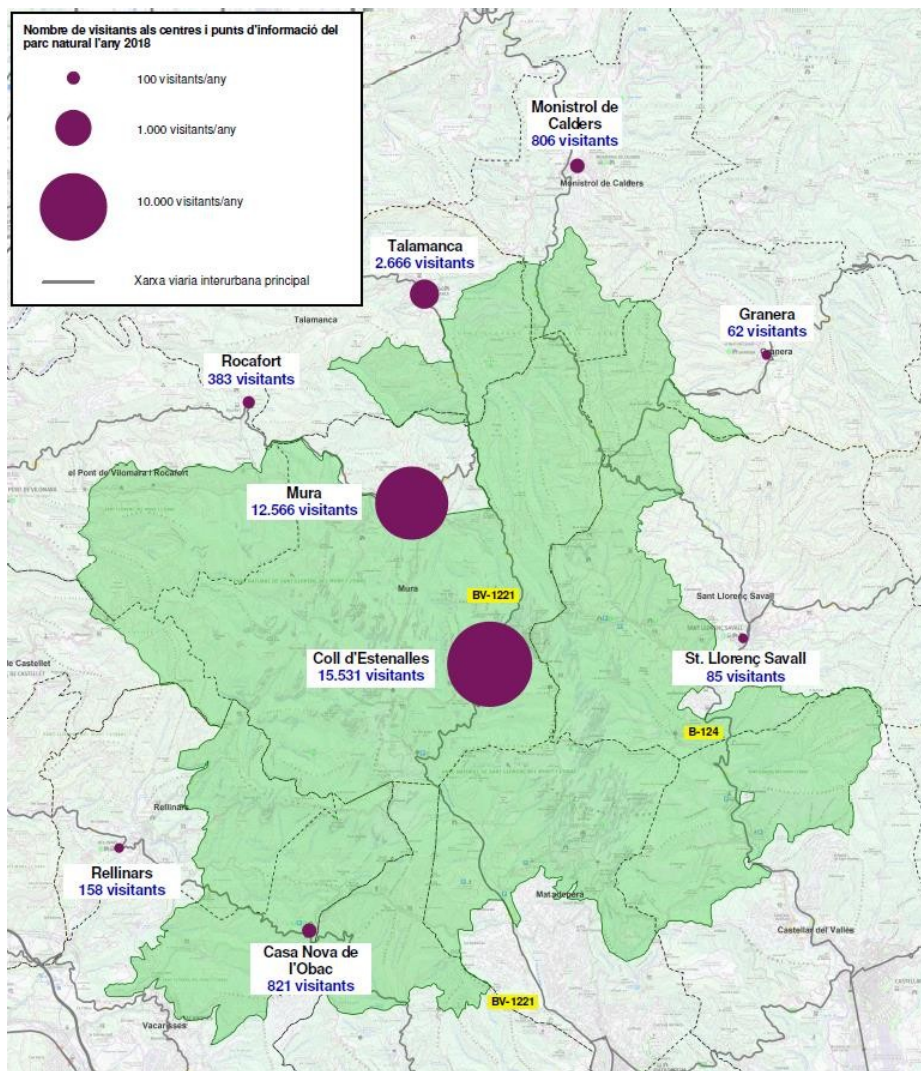 Nombre de visitants als centres i punts d'informació del
parc natural l'any 2018
100 visitants/any
1.000 visitants/any
10.000 visitants/any
Xarxa viaria interurbana principal
Monistrol de
Calders
806 visitants
Monistrol de Calders
Talamanca
2.666 visitants
Talamanca
Granera
62 visitants
Granera
Rocafort
383 visitants
el Pont de Vilomara i Rocafort
Mura
12.566 visitants
Mura
BV-1221
Sant Llorenç Savall
Coll d'Estenalles
15.531 visitants
St. Llorenç Savall
85 visitants
de Castellet
B-124
Rellinars
Rellinars
158 visitants
Matadepera
Castellar del Vallès
Casa Nova de
l'Obac
821 visitants
BV-1221
Vacarisses